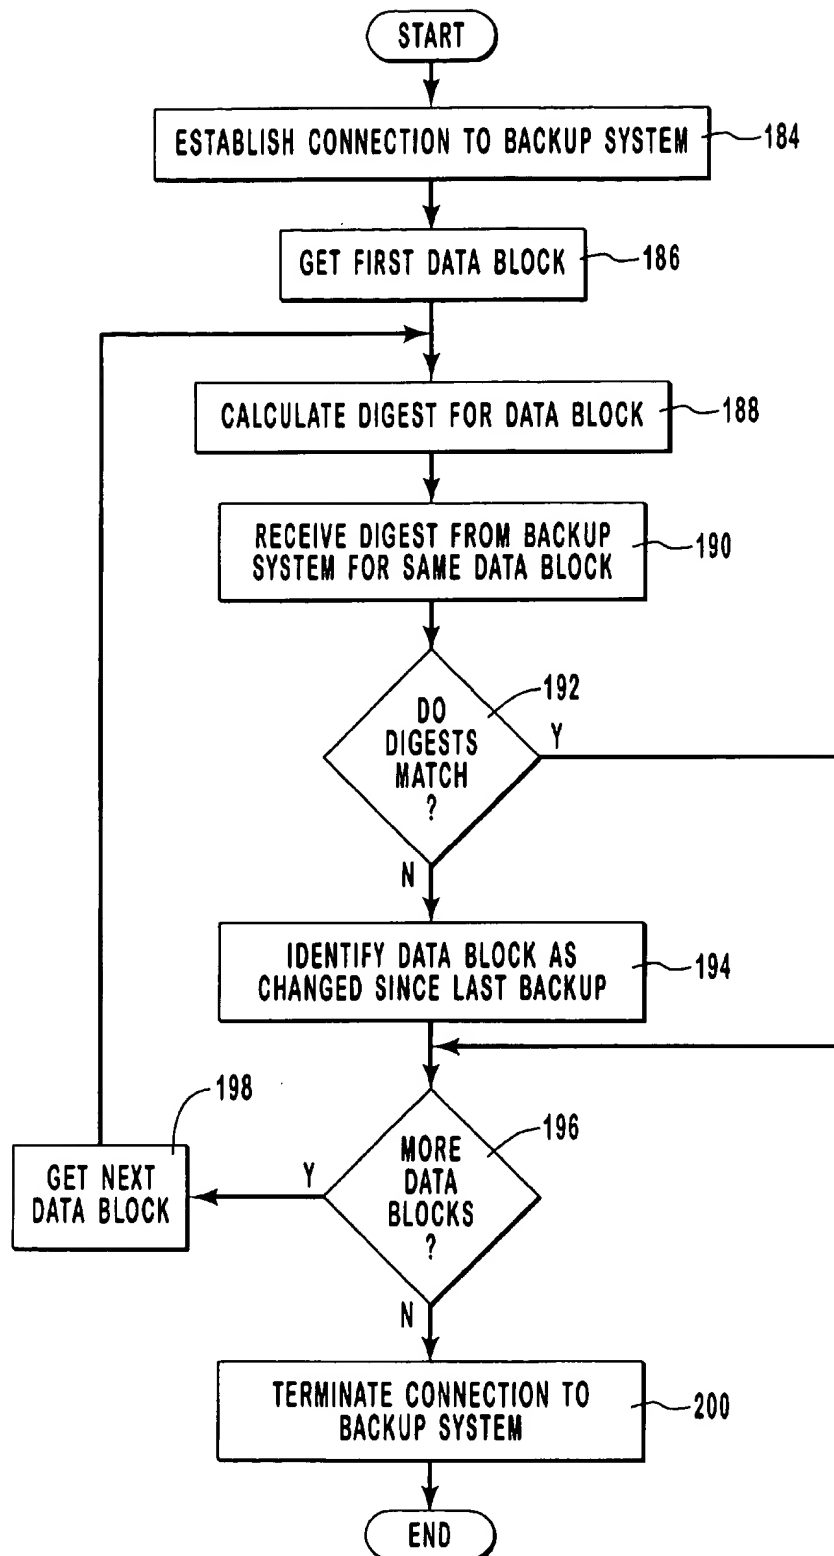 START
ESTABLISH CONNECTION TO BACKUP SYSTEM
184
GET FIRST DATA BLOCK
186
CALCULATE DIGEST FOR DATA BLOCK
188
RECEIVE DIGEST FROM BACKUP
SYSTEM FOR SAME DATA BLOCK
190
DO
DIGESTS
MATCH
?
192
Y
N
IDENTIFY DATA BLOCK AS
CHANGED SINCE LAST BACKUP
194
MORE
DATA
BLOCKS
?
196
Y
198
GET NEXT
DATA BLOCK
N
TERMINATE CONNECTION TO
BACKUP SYSTEM
200
END